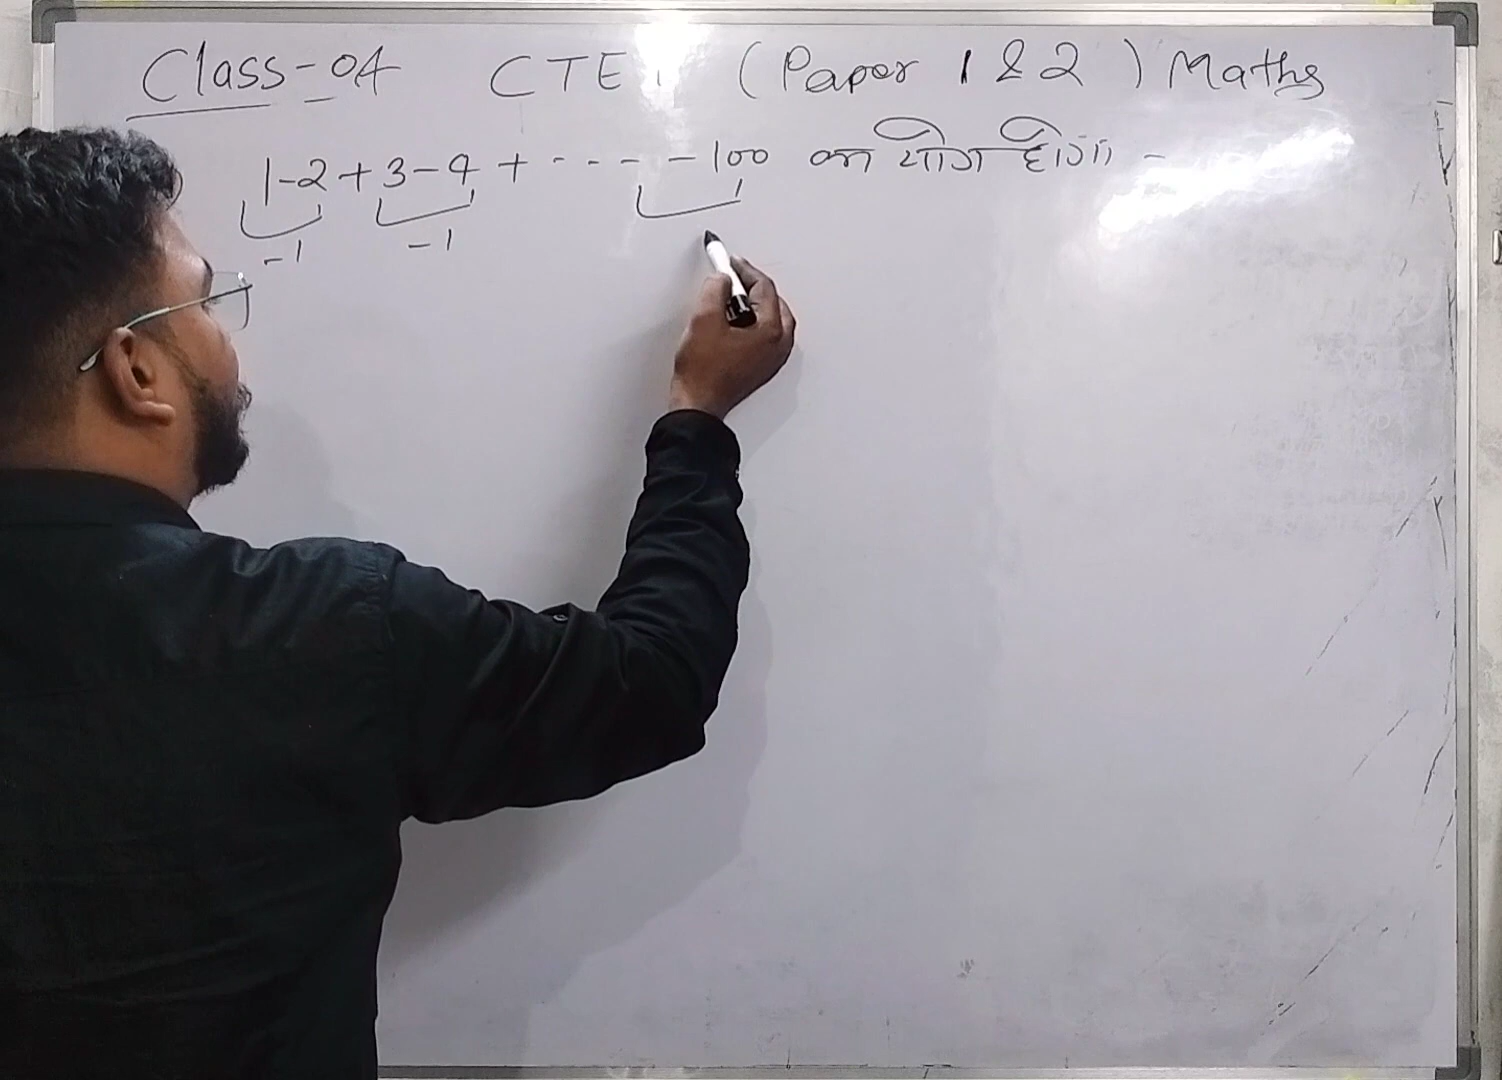 Class-04 CTET (Paper 1 & 2) Maths
1-2+3-4+----100 का योग होगा -
-1 -1